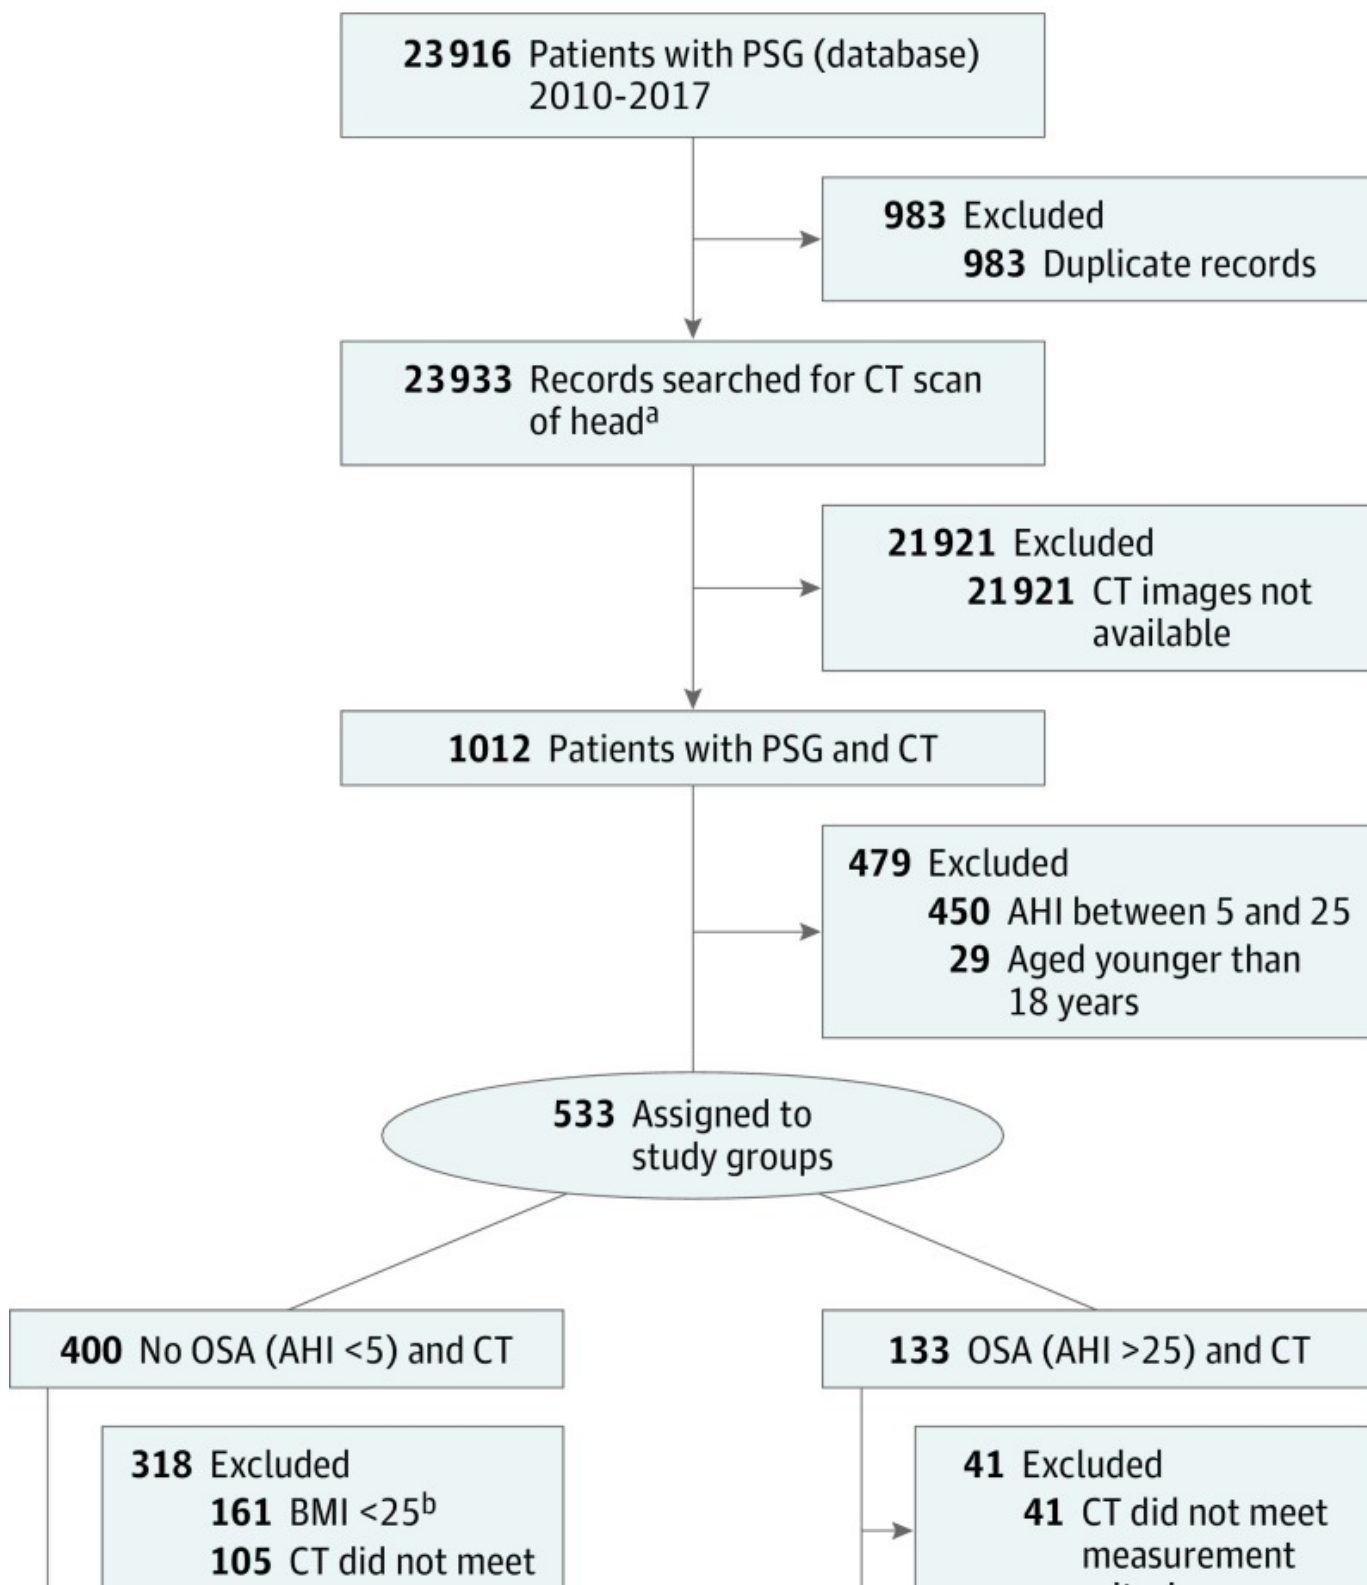 23916 Patients with PSG (database)
2010-2017
983 Excluded
983 Duplicate records
23933 Records searched for CT scan
of headᵃ
21921 Excluded
21921 CT images not
available
1012 Patients with PSG and CT
479 Excluded
450 AHI between 5 and 25
29 Aged younger than
18 years
533 Assigned to
study groups
400 No OSA (AHI <5) and CT
133 OSA (AHI >25) and CT
318 Excluded
161 BMI <25ᵇ
105 CT did not meet
41 Excluded
41 CT did not meet
measurement